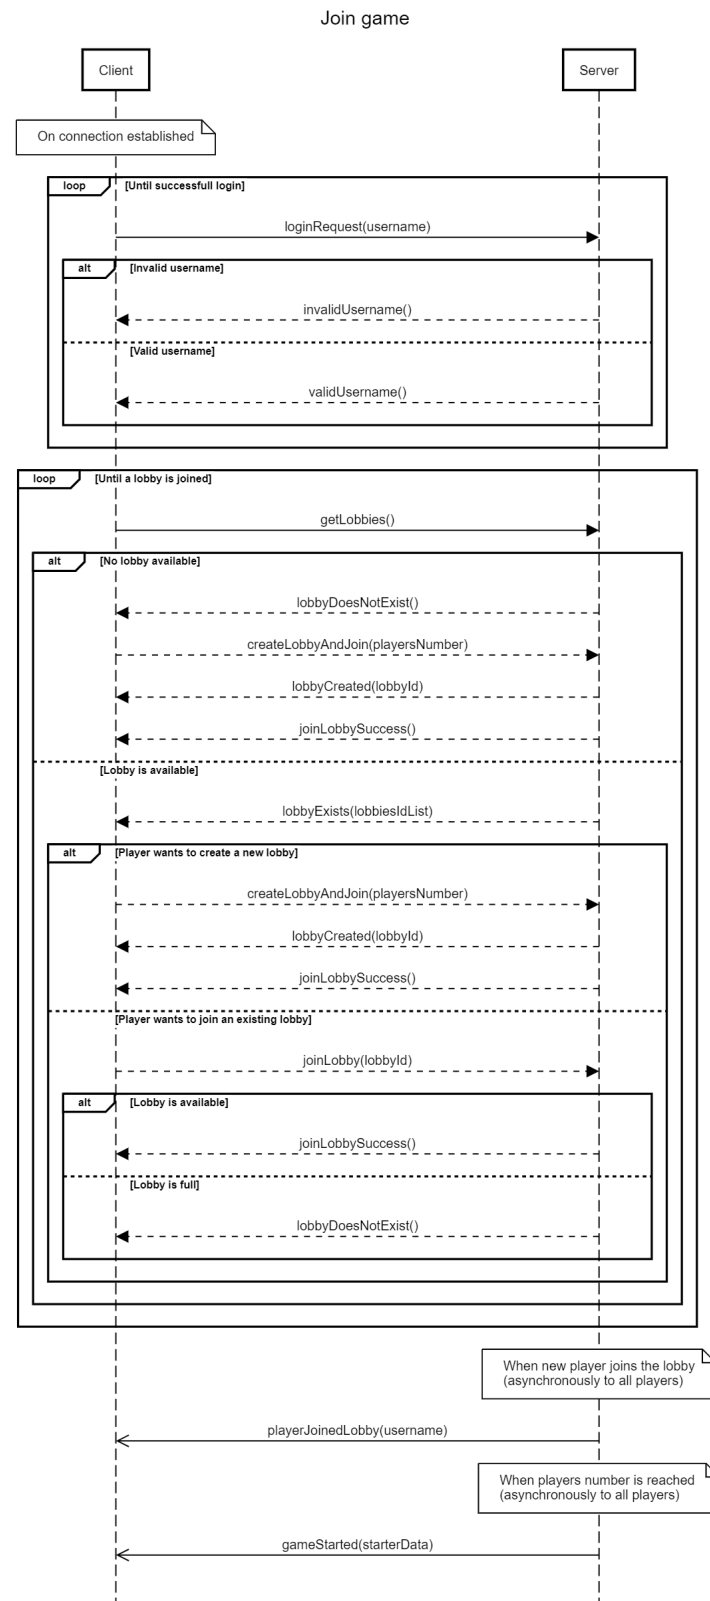 Join game
Client
Server
On connection established
loop
[Until successfull login]
loginRequest(username)
alt
[Invalid username]
invalidUsername()
[Valid username]
validUsername()
loop
[Until a lobby is joined]
getLobbies()
alt
[No lobby available]
lobbyDoesNotExist()
createLobbyAndJoin(playersNumber)
lobbyCreated(lobbyId)
joinLobbySuccess()
[Lobby is available]
lobbyExists(lobbiesIdList)
alt
[Player wants to create a new lobby]
createLobbyAndJoin(playersNumber)
lobbyCreated(lobbyId)
joinLobbySuccess()
[Player wants to join an existing lobby]
joinLobby(lobbyId)
alt
[Lobby is available]
joinLobbySuccess()
[Lobby is full]
lobbyDoesNotExist()
When new player joins the lobby
(asynchronously to all players)
playerJoinedLobby(username)
When players number is reached
(asynchronously to all players)
gameStarted(starterData)